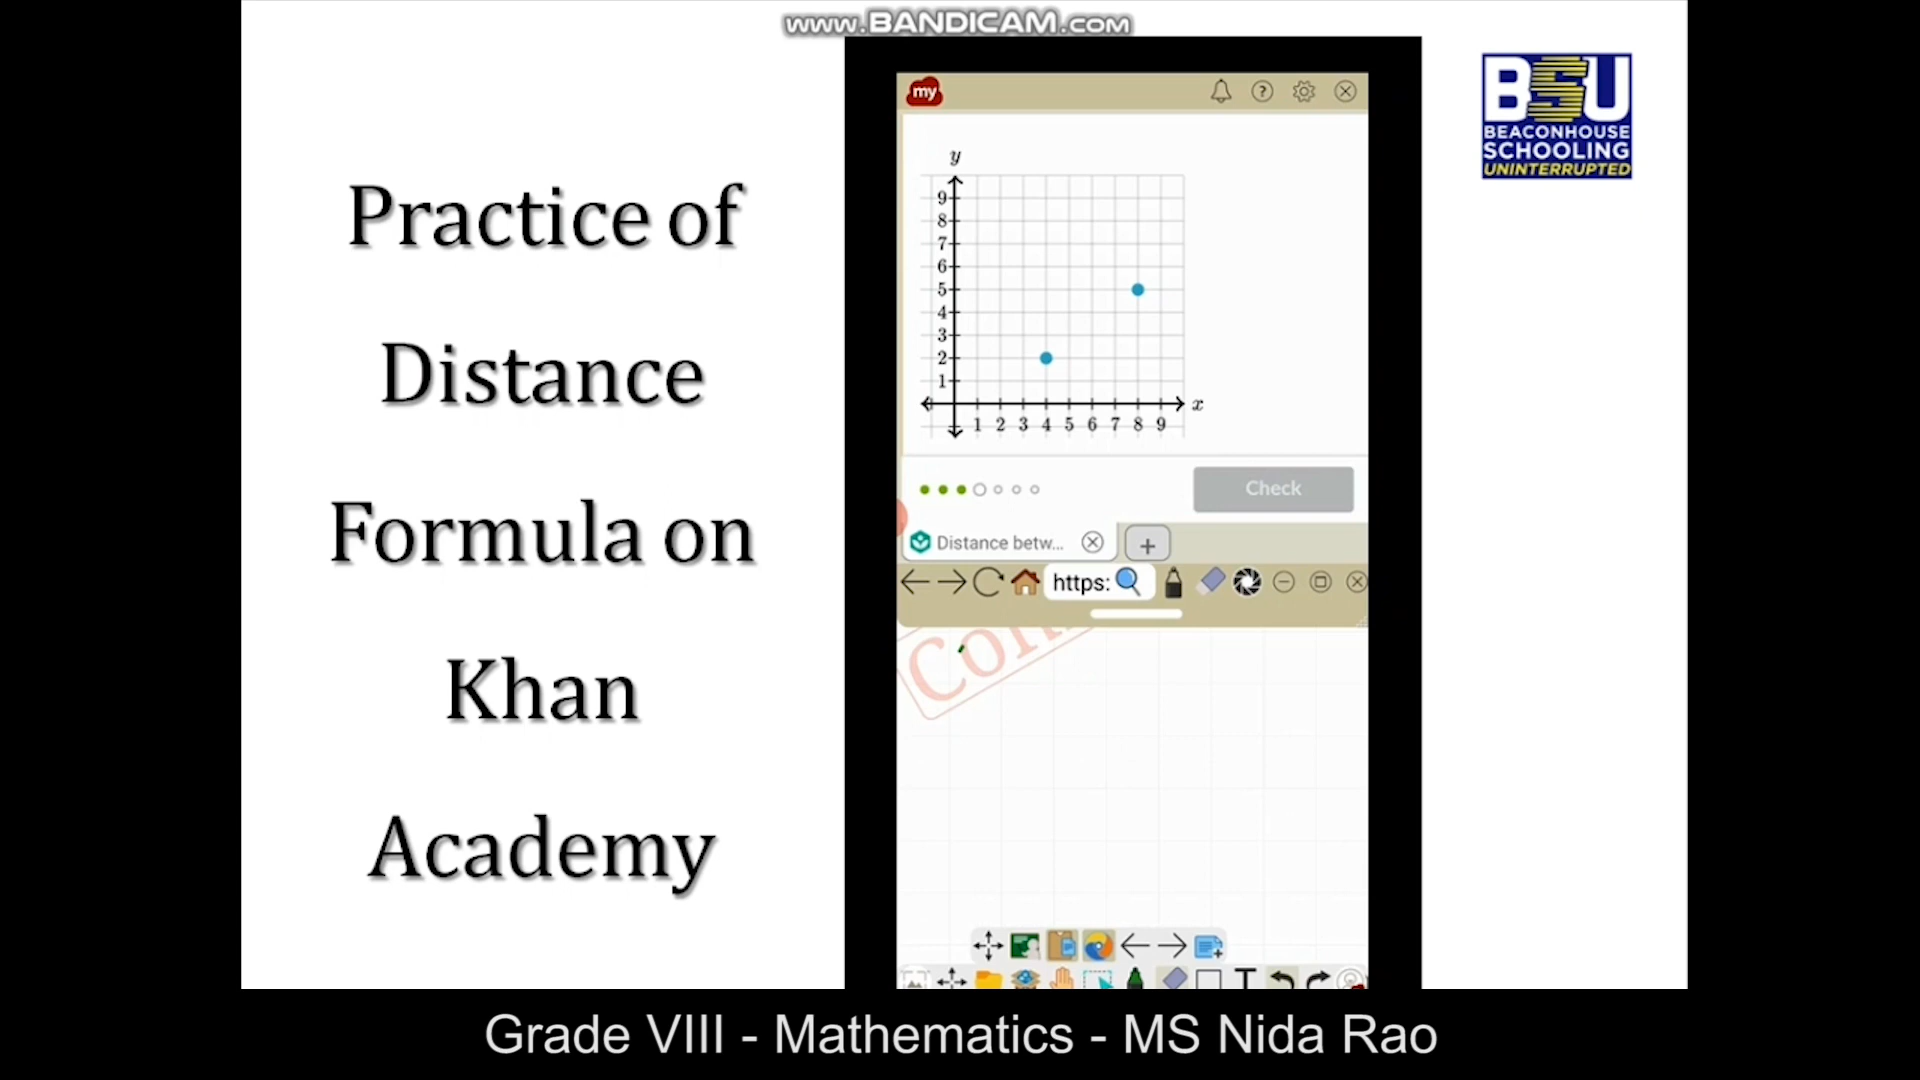 www.BANDICAM.com
Practice of
Distance
Formula on
Khan
Academy
my
?
y
9
8
7
6
5
4
3
2
1
x
1 2 3 4 5 6 7 8 9
Check
Distance betw...
+
https:
Con
T
BSU
BEACONHOUSE
SCHOOLING
UNINTERRUPTED
Grade VIII - Mathematics - MS Nida Rao